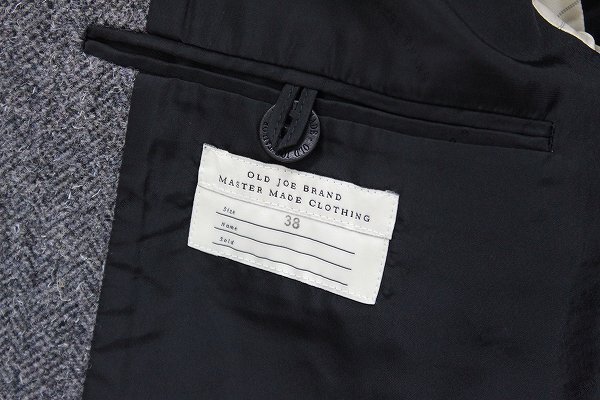 OLD JOE BRAND
MASTER MADE CLOTHING
Size 38
Name
Sold